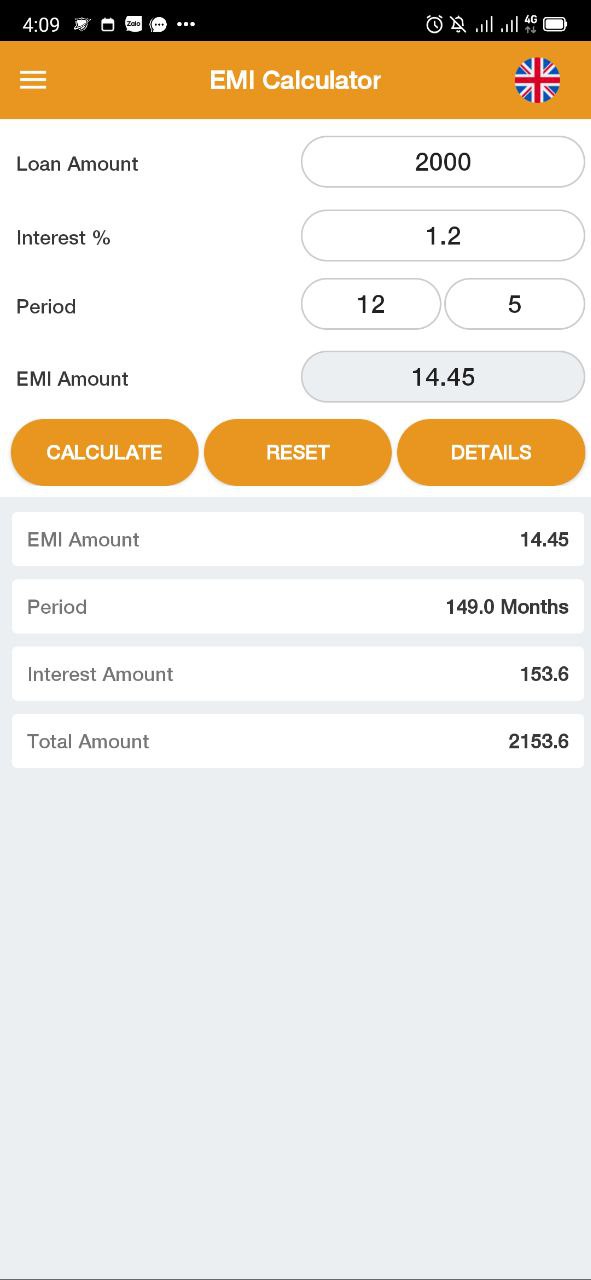 4:09 Zalo 4G
EMI Calculator
Loan Amount 2000
Interest % 1.2
Period 12 5
EMI Amount 14.45
CALCULATE RESET DETAILS
EMI Amount 14.45
Period 149.0 Months
Interest Amount 153.6
Total Amount 2153.6